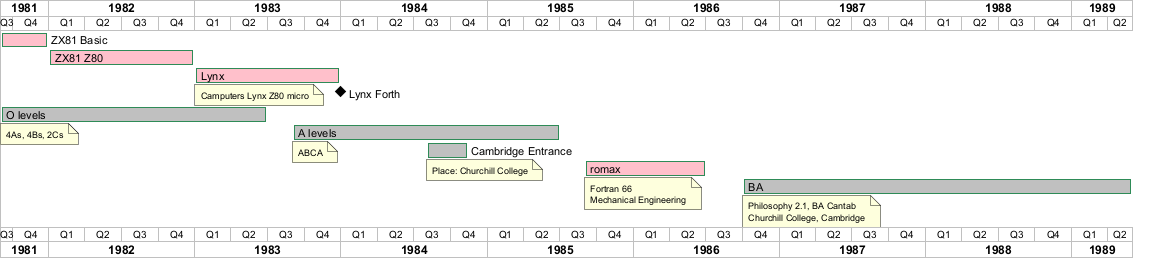 1981 1982 1983 1984 1985 1986 1987 1988 1989
Q3 Q4 Q1 Q2 Q3 Q4 Q1 Q2 Q3 Q4 Q1 Q2 Q3 Q4 Q1 Q2 Q3 Q4 Q1 Q2 Q3 Q4 Q1 Q2 Q3 Q4 Q1 Q2 Q3 Q4 Q1 Q2
ZX81 Basic
ZX81 Z80
Lynx
Camputers Lynx Z80 micro
Lynx Forth
O levels
4As, 4Bs, 2Cs
A levels
ABCA
Cambridge Entrance
Place: Churchill College
romax
Fortran 66
Mechanical Engineering
BA
Philosophy 2.1, BA Cantab
Churchill College, Cambridge
Q3 Q4 Q1 Q2 Q3 Q4 Q1 Q2 Q3 Q4 Q1 Q2 Q3 Q4 Q1 Q2 Q3 Q4 Q1 Q2 Q3 Q4 Q1 Q2 Q3 Q4 Q1 Q2 Q3 Q4 Q1 Q2
1981 1982 1983 1984 1985 1986 1987 1988 1989